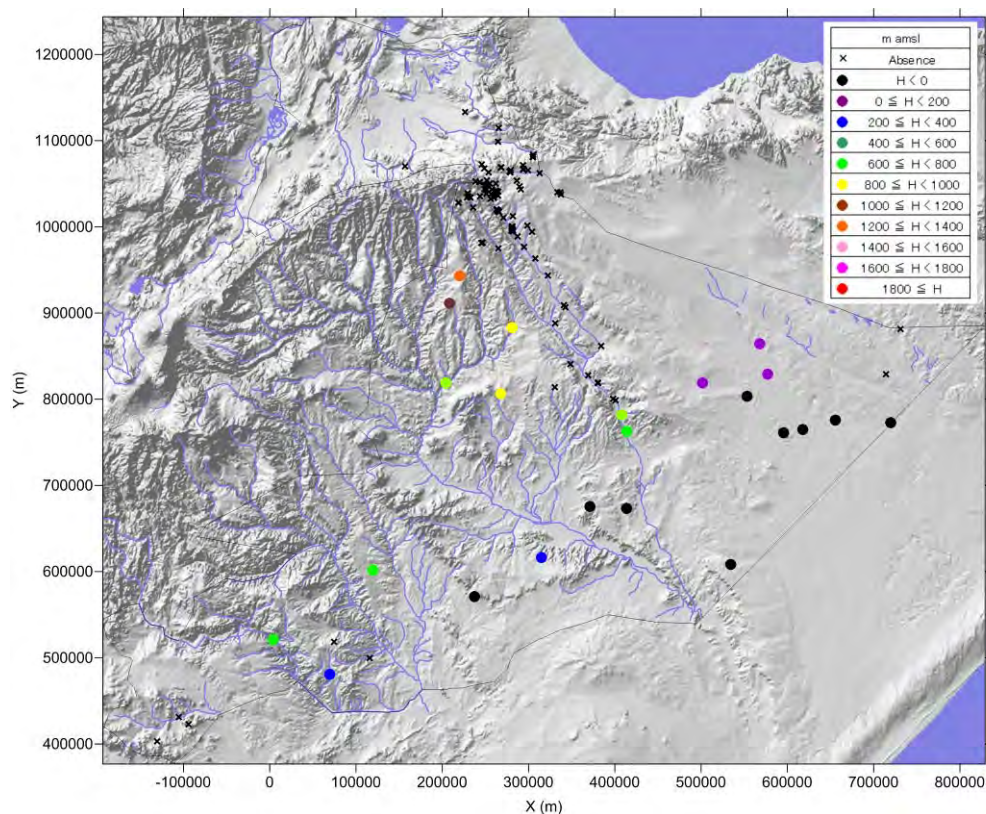 m amsl
× Absence
H < 0
0 ≦ H < 200
200 ≦ H < 400
400 ≦ H < 600
600 ≦ H < 800
800 ≦ H < 1000
1000 ≦ H < 1200
1200 ≦ H < 1400
1400 ≦ H < 1600
1600 ≦ H < 1800
1800 ≦ H
1200000
1100000
1000000
900000
800000
700000
600000
500000
400000
Y (m)
-100000 0 100000 200000 300000 400000 500000 600000 700000 800000
X (m)